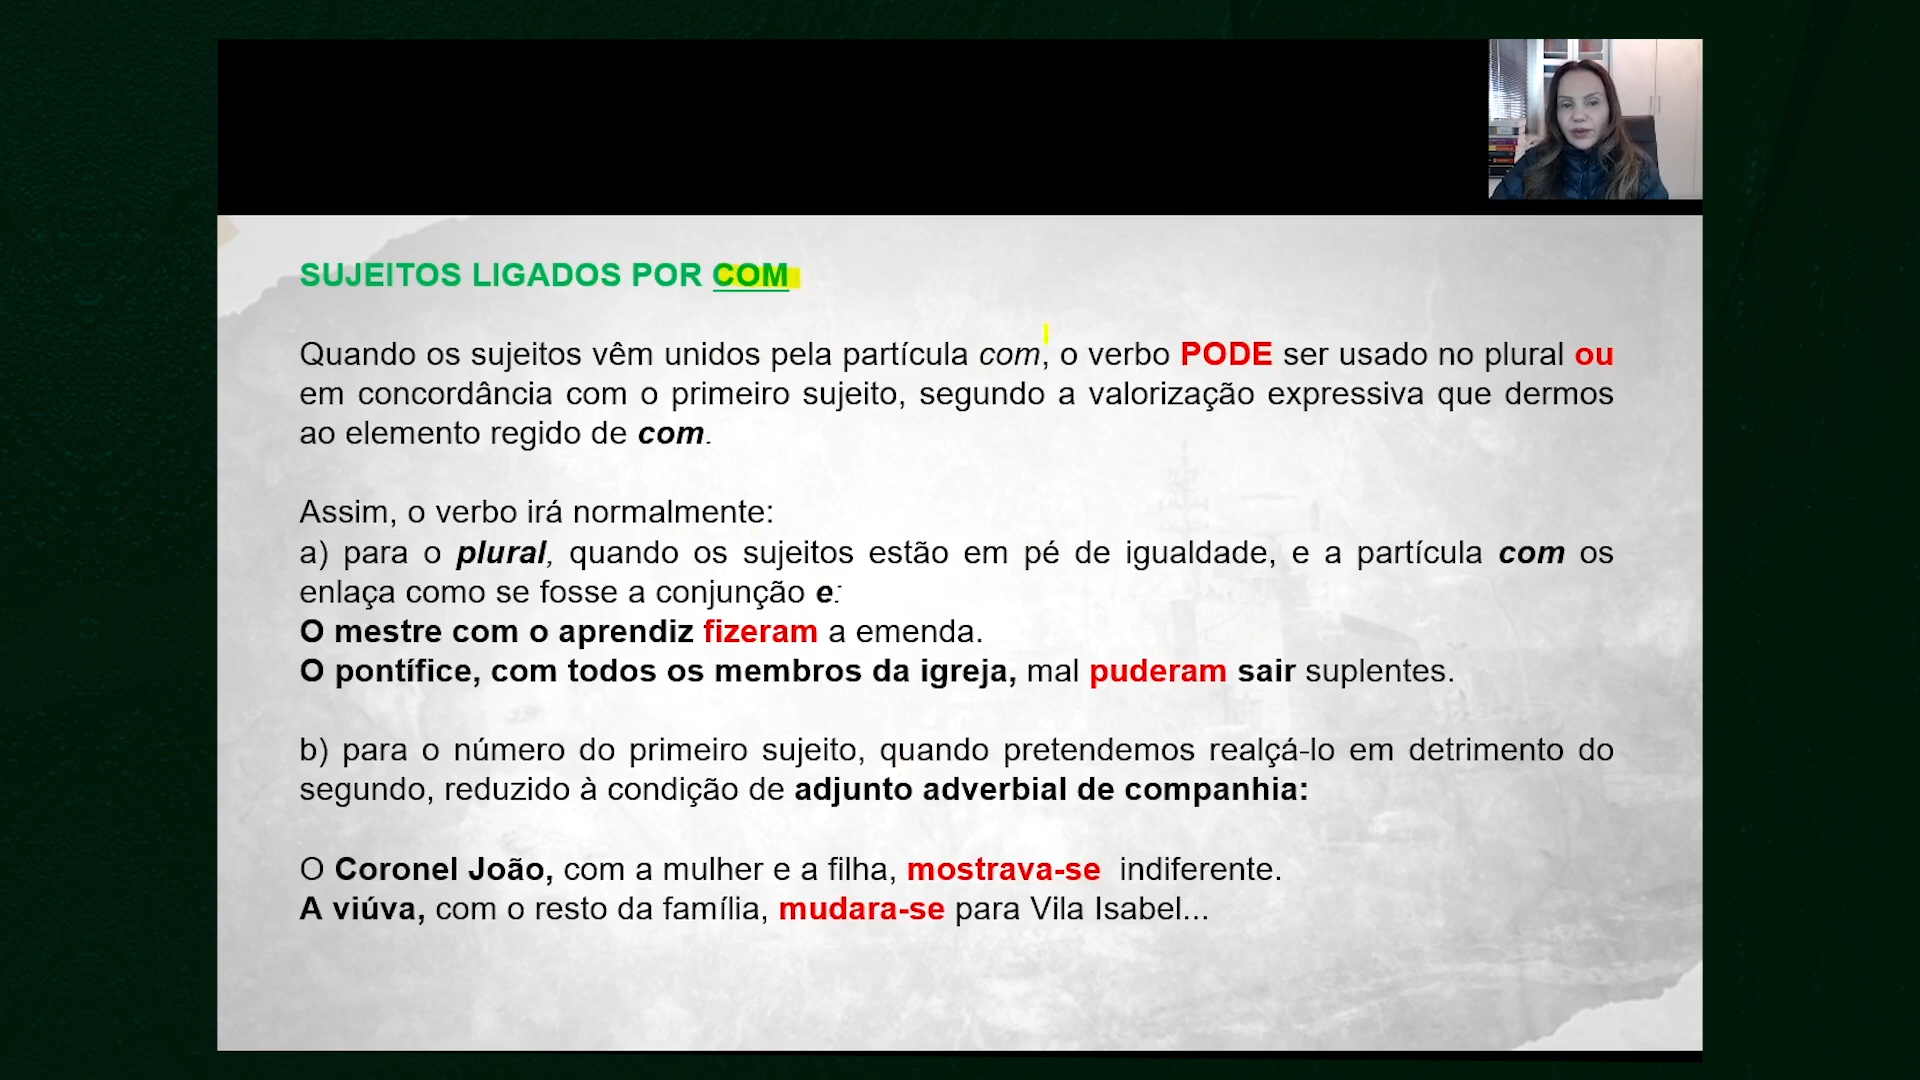 SUJEITOS LIGADOS POR COM
Quando os sujeitos vêm unidos pela partícula com, o verbo PODE ser usado no plural ou
em concordância com o primeiro sujeito, segundo a valorização expressiva que dermos
ao elemento regido de com.
Assim, o verbo irá normalmente:
a) para o plural, quando os sujeitos estão em pé de igualdade, e a partícula com os
enlaça como se fosse a conjunção e:
O mestre com o aprendiz fizeram a emenda.
O pontífice, com todos os membros da igreja, mal puderam sair suplentes.
b) para o número do primeiro sujeito, quando pretendemos realçá-lo em detrimento do
segundo, reduzido à condição de adjunto adverbial de companhia:
O Coronel João, com a mulher e a filha, mostrava-se indiferente.
A viúva, com o resto da família, mudara-se para Vila Isabel...